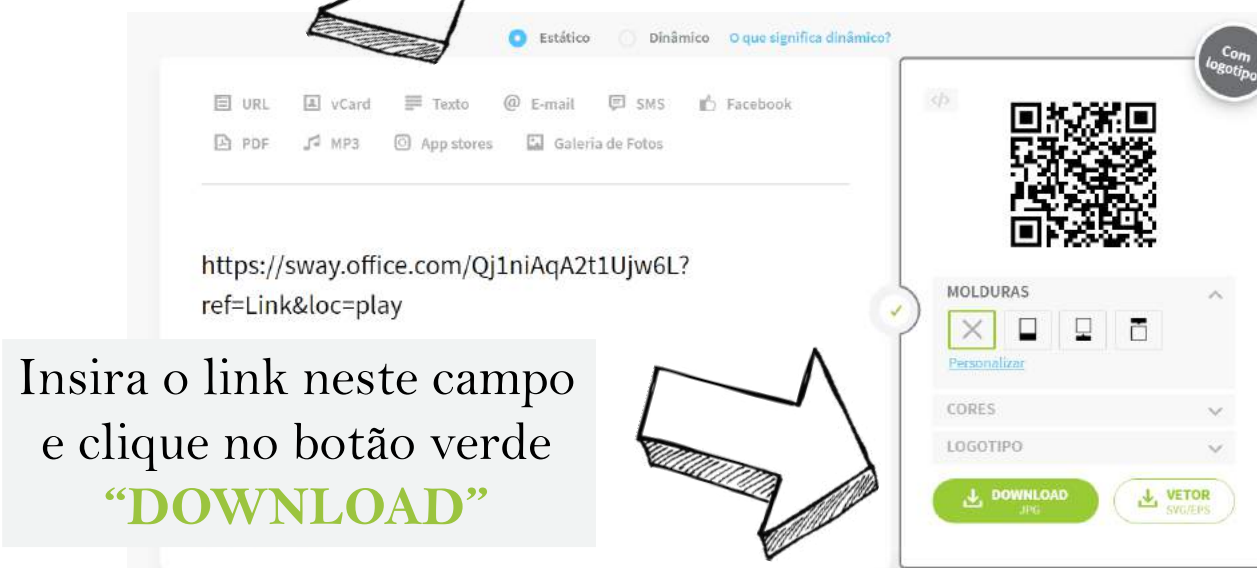 Estático Dinâmico O que significa dinâmico?
Com
logotipo
URL vCard Texto E-mail SMS Facebook
PDF MP3 App stores Galeria de Fotos
</>
https://sway.office.com/Qj1niAqA2t1Ujw6L?
ref=Link&loc=play
Insira o link neste campo
e clique no botão verde
“DOWNLOAD”
MOLDURAS
Personalizar
CORES
LOGOTIPO
DOWNLOAD
JPG
VETOR
SVG/EPS